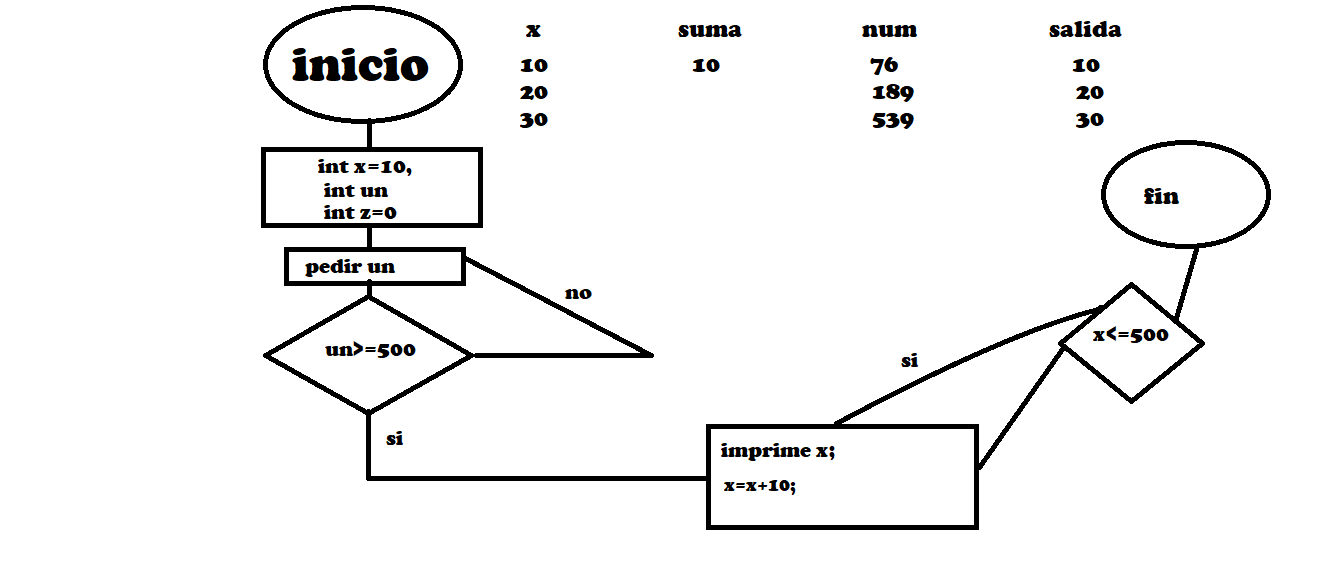 inicio
x suma num salida
10 10 76 10
20 189 20
30 539 30
int x=10,
int un
int z=0
fin
pedir un
no
un>=500
x<=500
si
si
imprime x;
x=x+10;